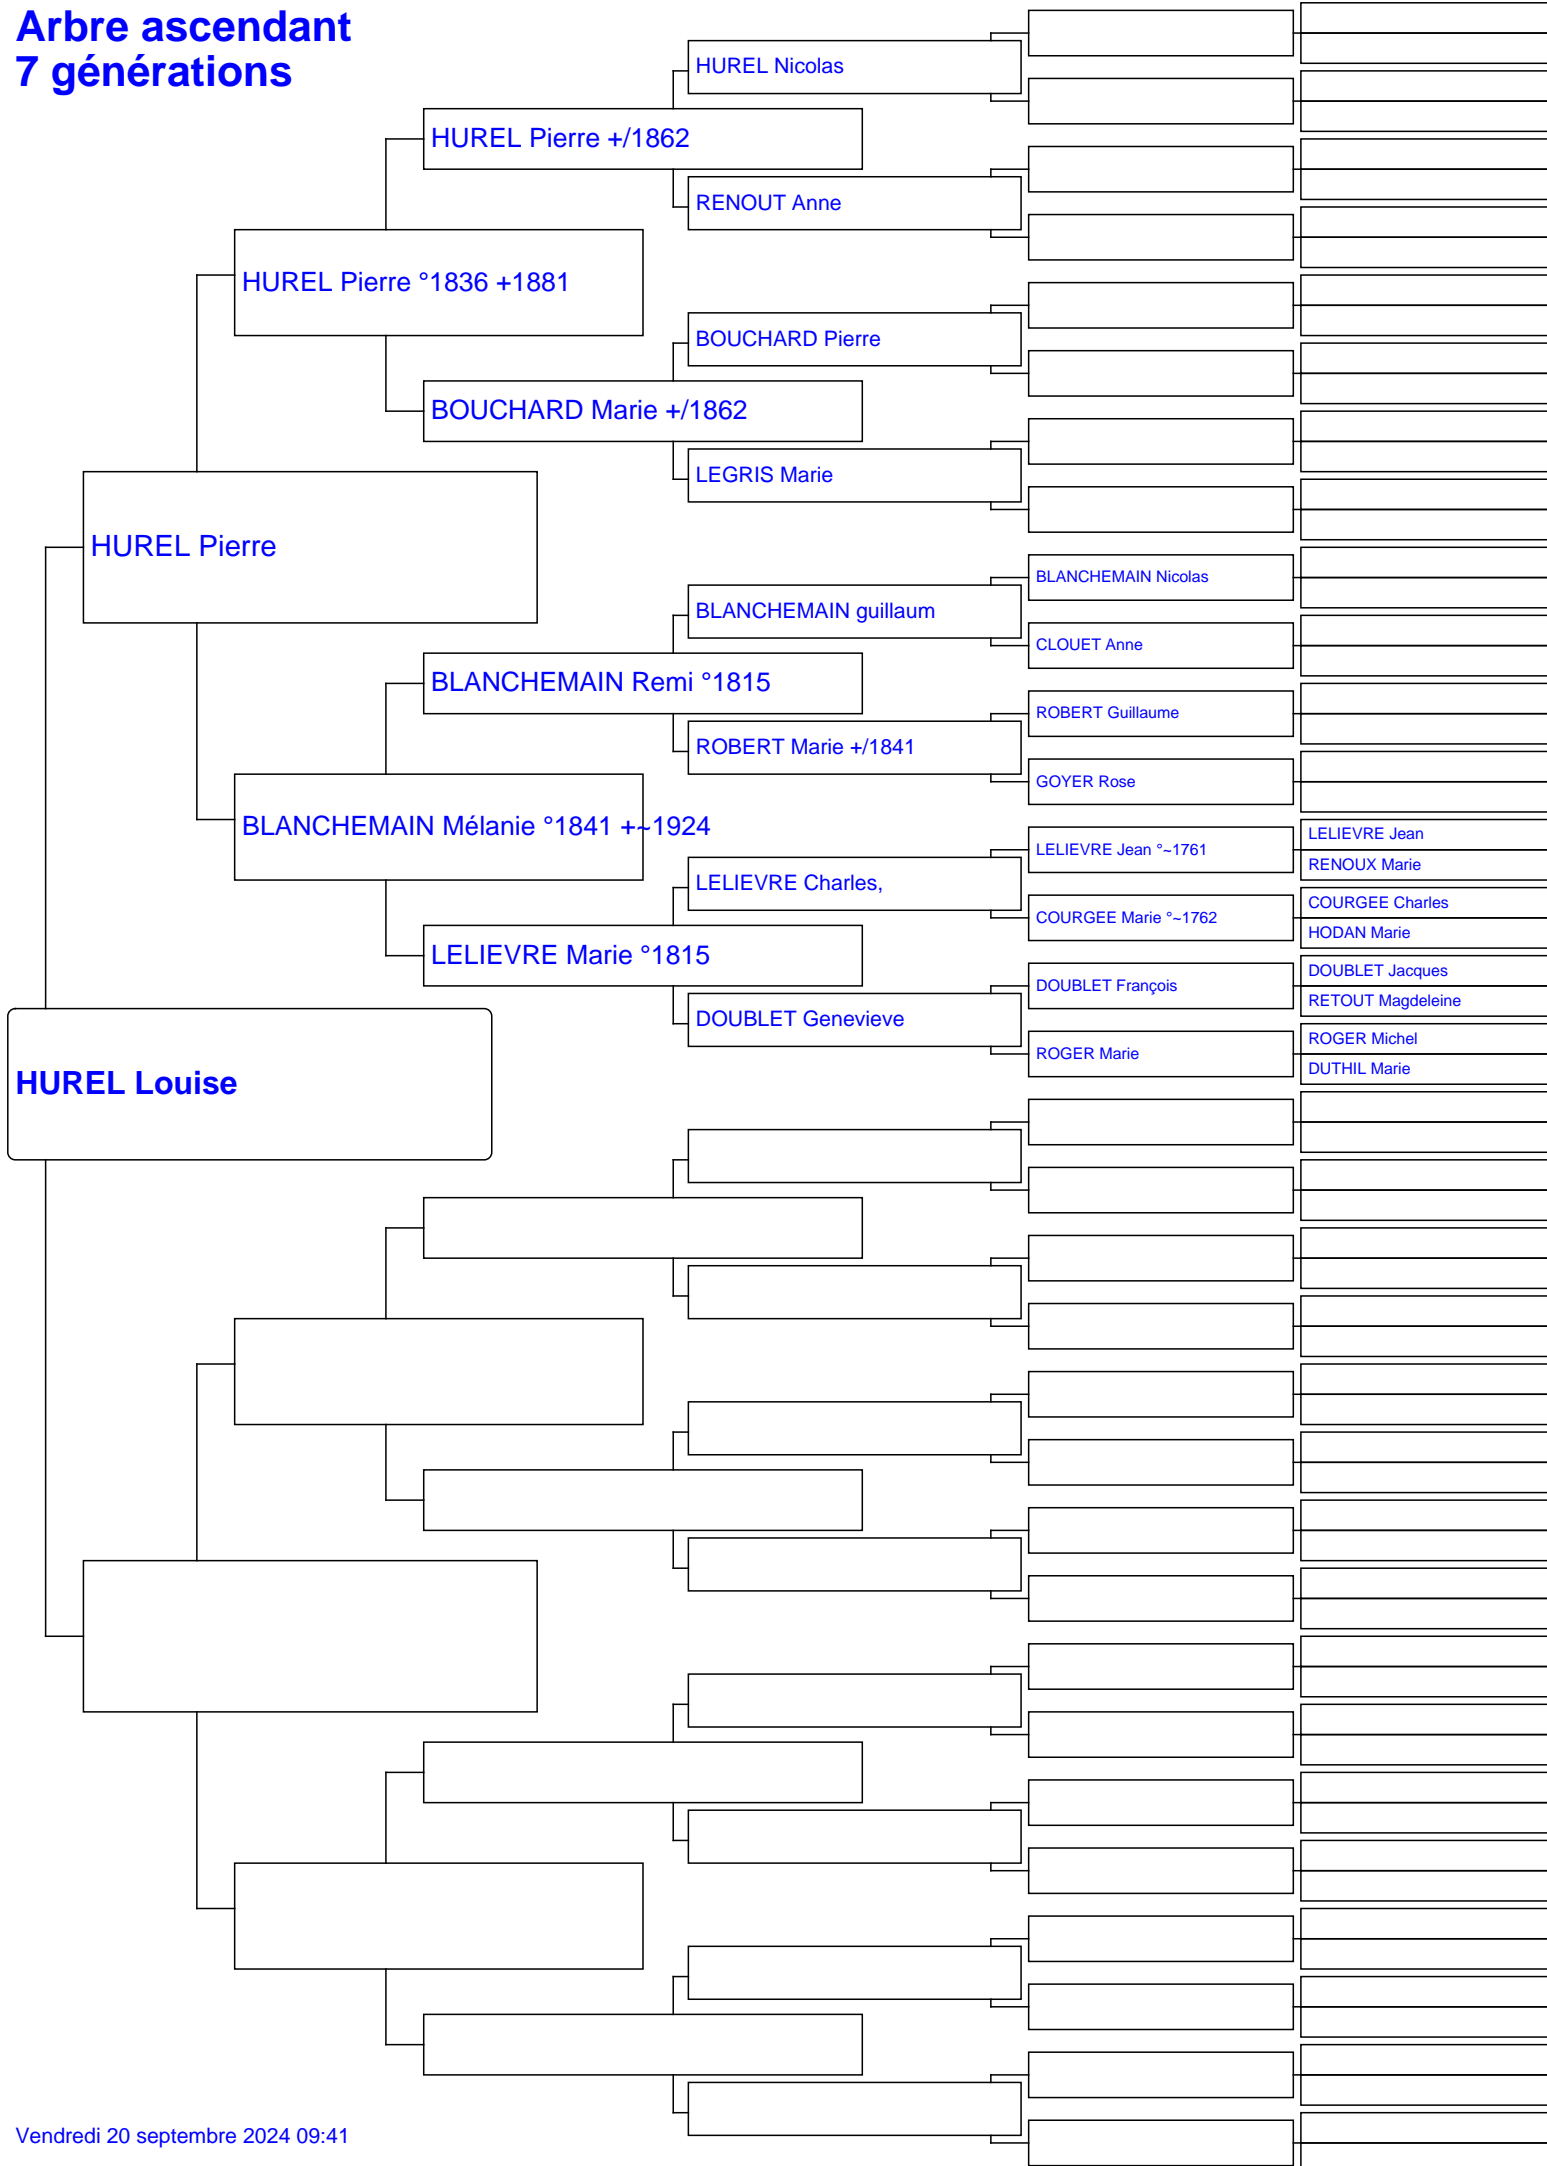 Arbre ascendant
7 générations
HUREL Nicolas
HUREL Pierre +/1862
RENOUT Anne
HUREL Pierre °1836 +1881
BOUCHARD Pierre
BOUCHARD Marie +/1862
LEGRIS Marie
HUREL Pierre
BLANCHEMAIN Nicolas
BLANCHEMAIN guillaum
CLOUET Anne
BLANCHEMAIN Remi °1815
ROBERT Guillaume
ROBERT Marie +/1841
GOYER Rose
BLANCHEMAIN Mélanie °1841 +~1924
LELIEVRE Jean
LELIEVRE Jean °~1761
RENOUX Marie
LELIEVRE Charles,
COURGEE Charles
COURGEE Marie °~1762
HODAN Marie
LELIEVRE Marie °1815
DOUBLET Jacques
DOUBLET François
RETOUT Magdeleine
DOUBLET Genevieve
ROGER Michel
ROGER Marie
DUTHIL Marie
HUREL Louise
Vendredi 20 septembre 2024 09:41